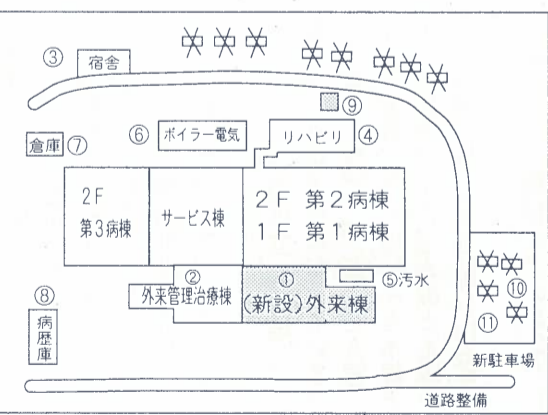 ③ 宿舎
⑨
⑥ ボイラー電気
リハビリ ④
倉庫 ⑦
2F
第3病棟
サービス棟
2F 第2病棟
1F 第1病棟
②
外来管理治療棟
①
(新設)外来棟
⑤汚水
⑧
病歴庫
⑩
⑪
新駐車場
道路整備